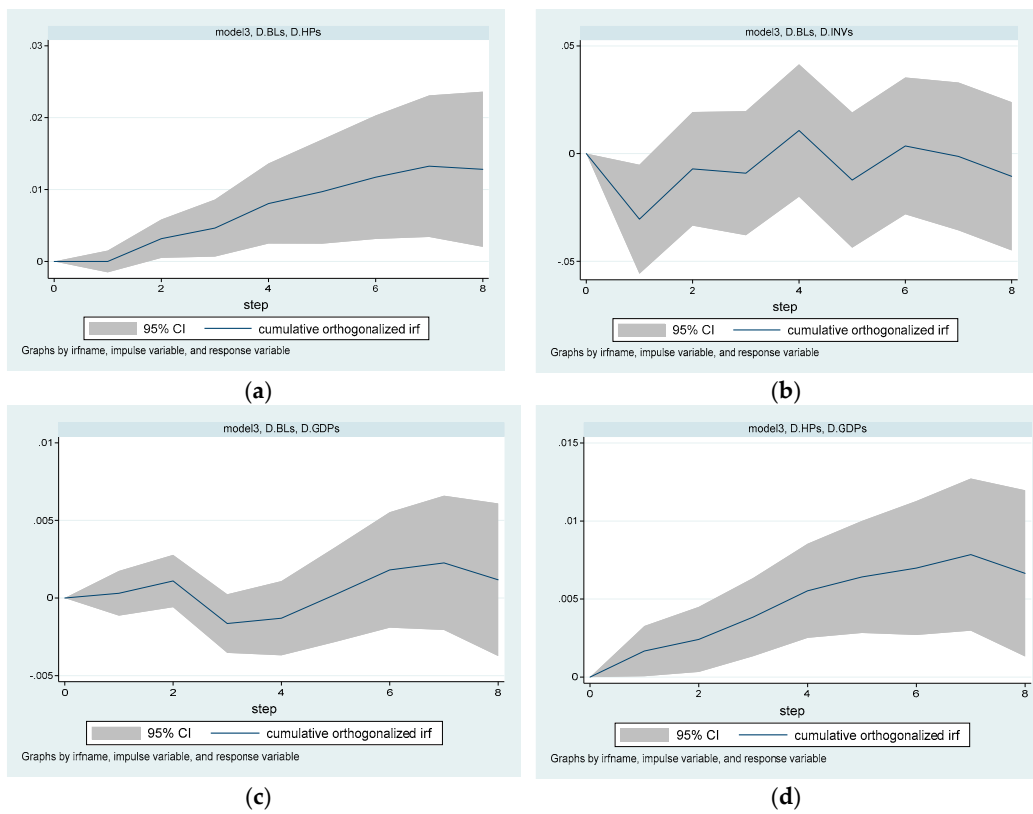 model3, D.BLs, D.HPs
.03
.02
.01
0
0
2
4
6
8
step
95% CI
cumulative orthogonalized irf
Graphs by irfname, impulse variable, and response variable
(a)
model3, D.BLs, D.INVs
.05
0
-.05
0
2
4
6
8
step
95% CI
cumulative orthogonalized irf
Graphs by irfname, impulse variable, and response variable
(b)
model3, D.BLs, D.GDPs
.01
.005
0
-.005
0
2
4
6
8
step
95% CI
cumulative orthogonalized irf
Graphs by irfname, impulse variable, and response variable
(c)
model3, D.HPs, D.GDPs
.015
.01
.005
0
0
2
4
6
8
step
95% CI
cumulative orthogonalized irf
Graphs by irfname, impulse variable, and response variable
(d)